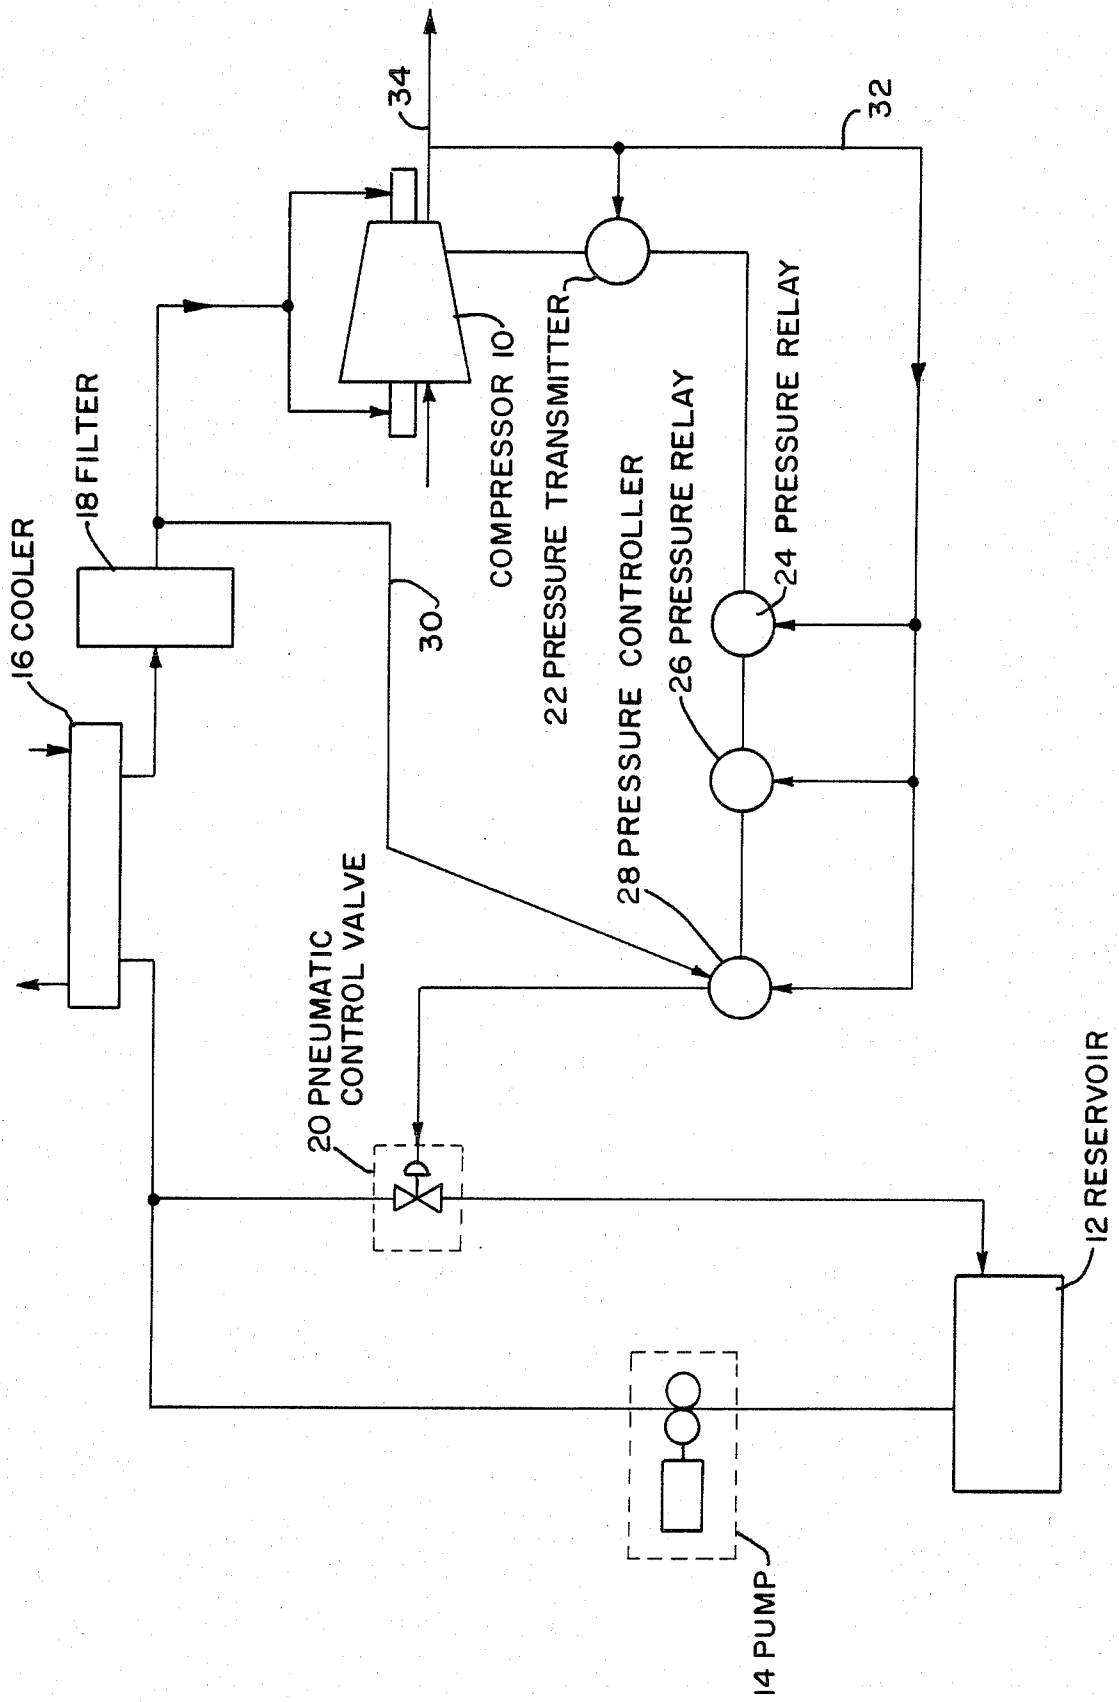 16 COOLER
18 FILTER
34
32
COMPRESSOR 10
30
22 PRESSURE TRANSMITTER
20 PNEUMATIC
CONTROL VALVE
28 PRESSURE CONTROLLER
26 PRESSURE RELAY
24 PRESSURE RELAY
14 PUMP
12 RESERVOIR